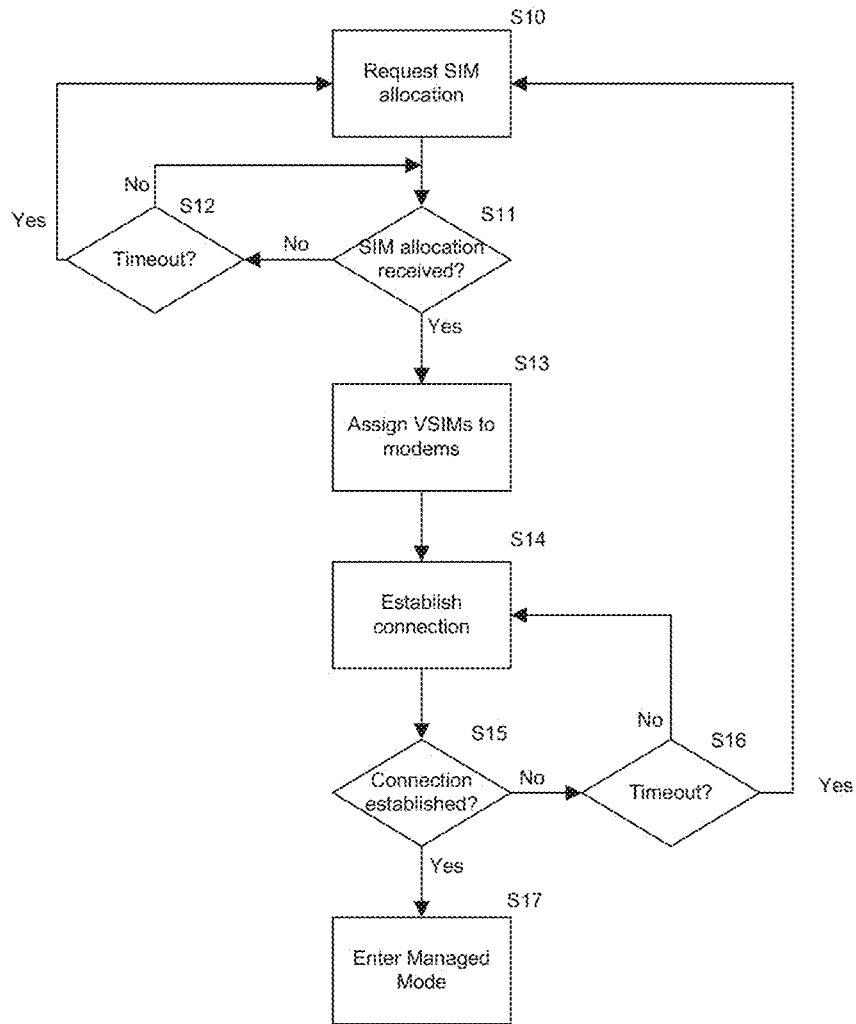 S10
Request SIM
allocation
No
S12
Yes
S11
Timeout?
No
SIM allocation
received?
Yes
S13
Assign VSIMs to
modems
S14
Establish
connection
No
S15
S16
Connection
established?
No
Timeout?
Yes
Yes
S17
Enter Managed
Mode